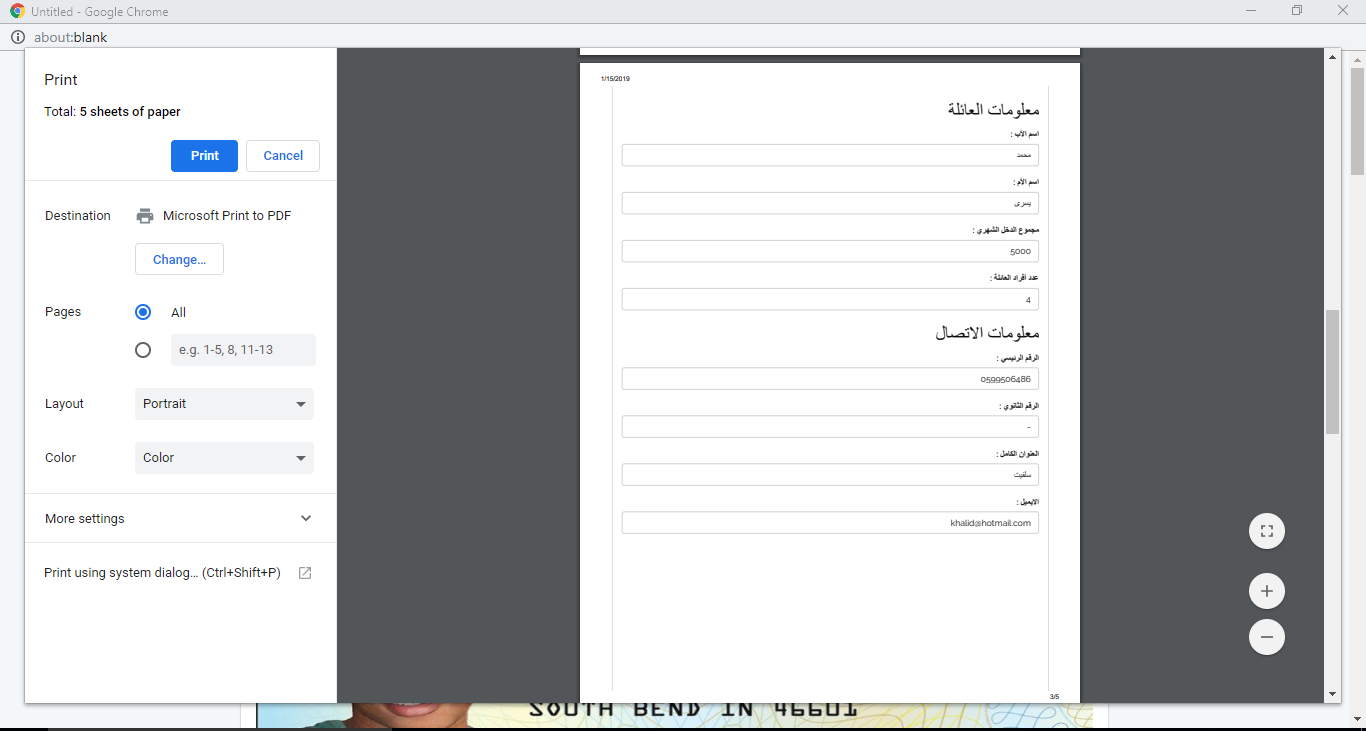 Untitled - Google Chrome
about:blank
Print
Total: 5 sheets of paper
Print
Cancel
Destination
Microsoft Print to PDF
Change...
Pages
All
e.g. 1-5, 8, 11-13
Layout
Portrait
Color
Color
More settings
Print using system dialog... (Ctrl+Shift+P)
1/15/2019
معلومات العائلة
اسم الأب :
محمد
اسم الأم :
يسرى
مجموع الدخل الشهري :
5000
عدد أفراد العائلة :
4
معلومات الاتصال
الرقم الرئيسي :
0599506486
الرقم الثانوي :
-
العنوان الكامل :
سلفيت
الايميل :
khalid@hotmail.com
3/5
SOUTH BEND IN 46601